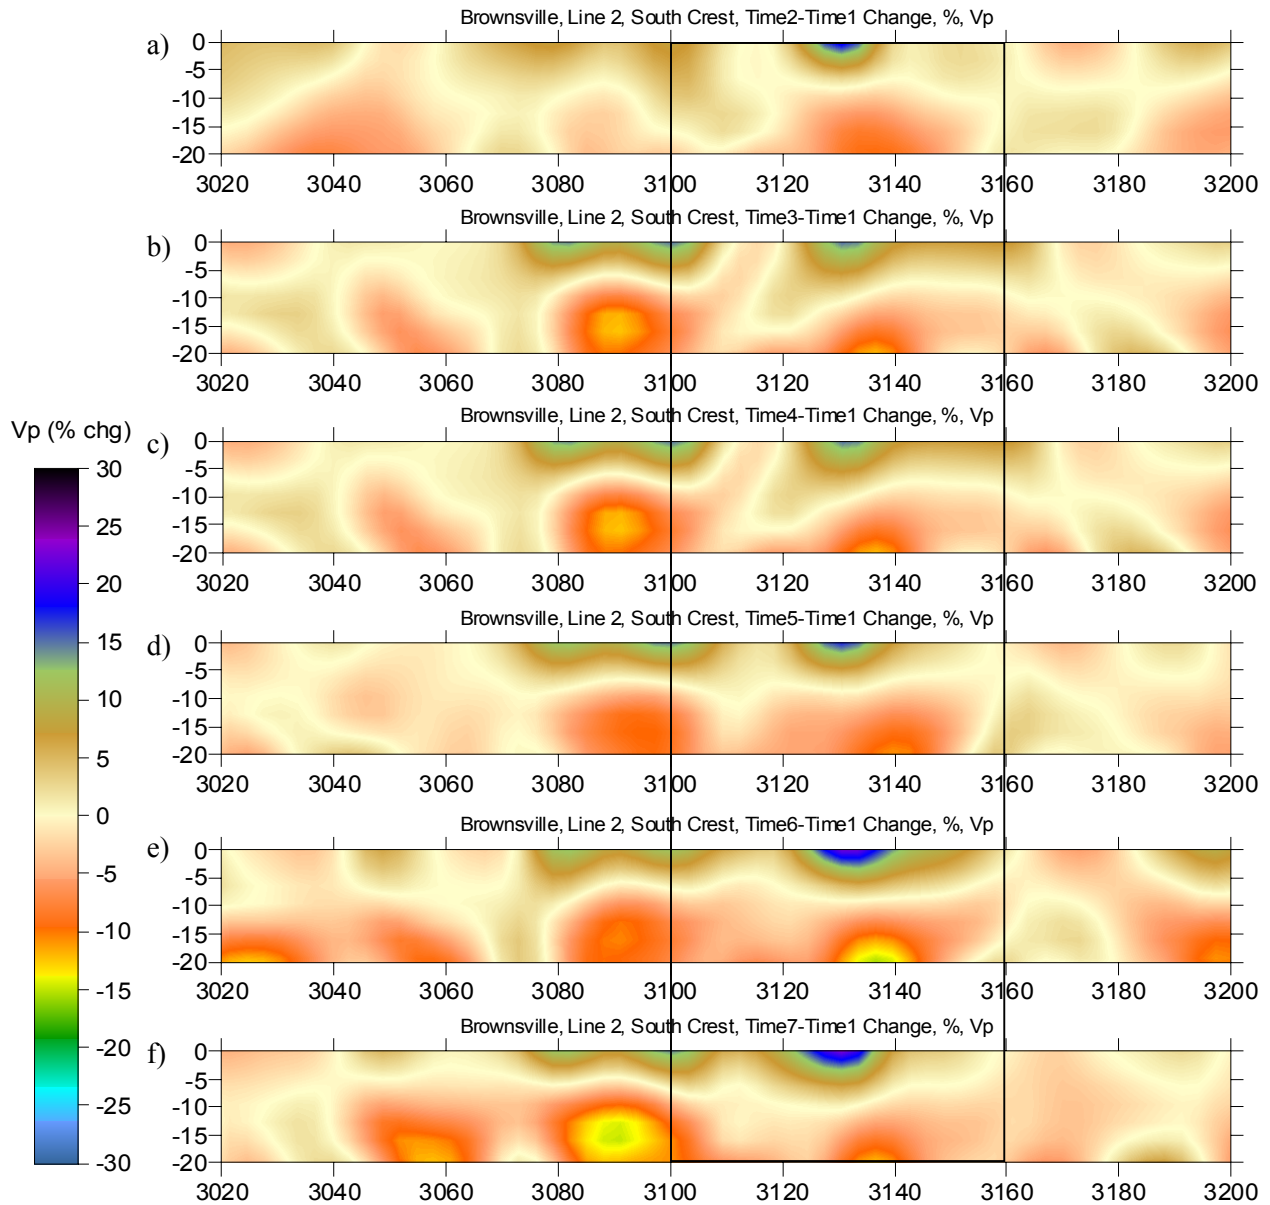 Brownsville, Line 2, South Crest, Time2-Time1 Change, %, Vp
a)
0
-5
-10
-15
-20
3020 3040 3060 3080 3100 3120 3140 3160 3180 3200
Brownsville, Line 2, South Crest, Time3-Time1 Change, %, Vp
b)
0
-5
-10
-15
-20
3020 3040 3060 3080 3100 3120 3140 3160 3180 3200
Brownsville, Line 2, South Crest, Time4-Time1 Change, %, Vp
c)
0
-5
-10
-15
-20
3020 3040 3060 3080 3100 3120 3140 3160 3180 3200
Brownsville, Line 2, South Crest, Time5-Time1 Change, %, Vp
d)
0
-5
-10
-15
-20
3020 3040 3060 3080 3100 3120 3140 3160 3180 3200
Brownsville, Line 2, South Crest, Time6-Time1 Change, %, Vp
e)
0
-5
-10
-15
-20
3020 3040 3060 3080 3100 3120 3140 3160 3180 3200
Brownsville, Line 2, South Crest, Time7-Time1 Change, %, Vp
f)
0
-5
-10
-15
-20
3020 3040 3060 3080 3100 3120 3140 3160 3180 3200
Vp (% chg)
30
25
20
15
10
5
0
-5
-10
-15
-20
-25
-30